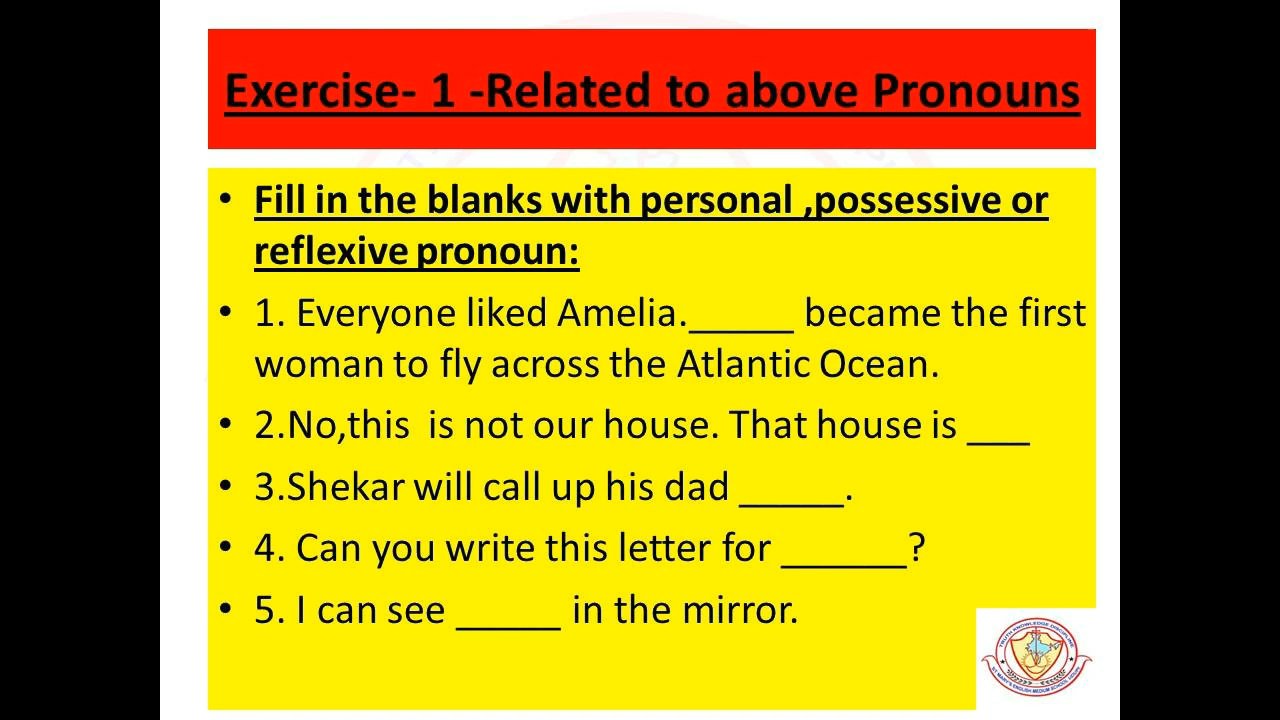 Exercise- 1 -Related to above Pronouns
• Fill in the blanks with personal ,possessive or
reflexive pronoun:
• 1. Everyone liked Amelia._____ became the first
woman to fly across the Atlantic Ocean.
• 2.No,this  is not our house. That house is ___
• 3.Shekar will call up his dad _____.
• 4. Can you write this letter for ______?
• 5. I can see _____ in the mirror.
TRUTH KNOWLEDGE DISCIPLINE